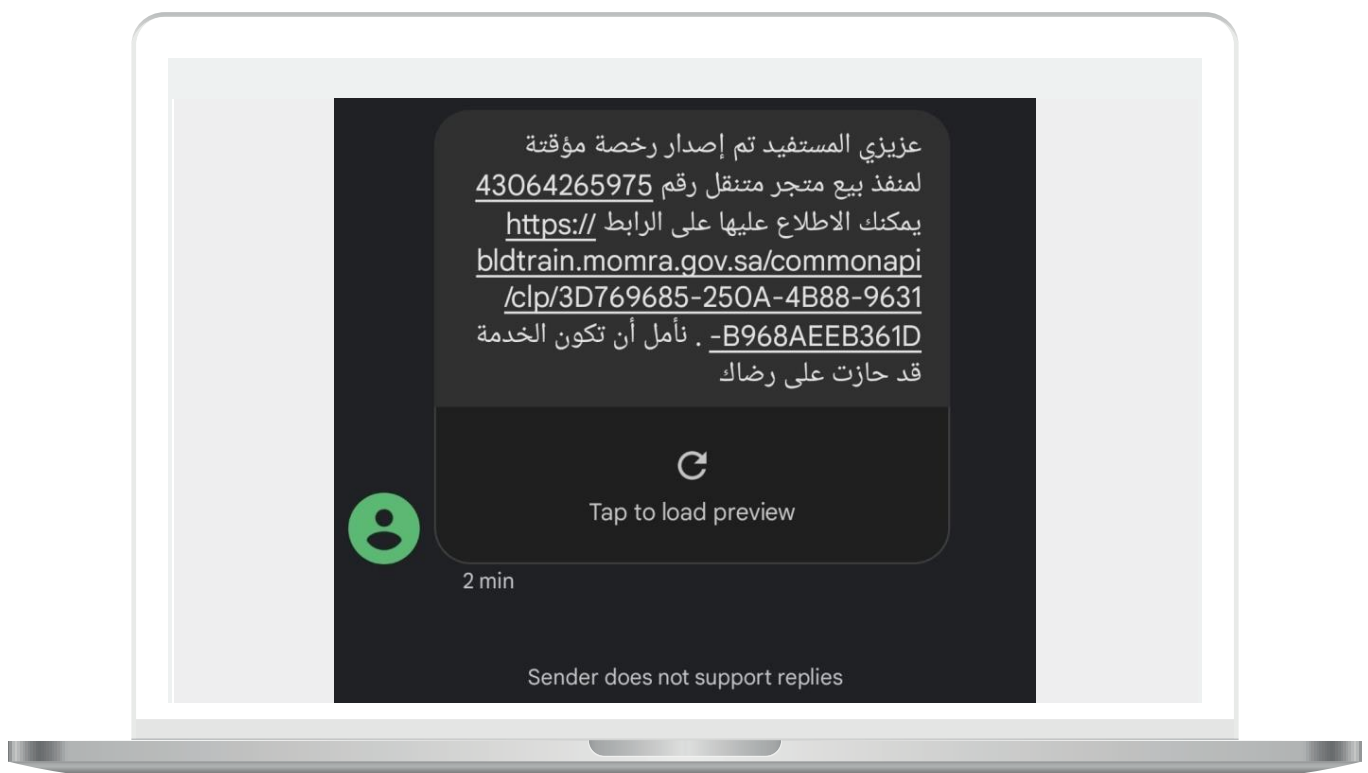 عزيزي المستفيد تم إصدار رخصة مؤقتة
لمنفذ بيع متجر متنقل رقم 43064265975
يمكنك الاطلاع عليها على الرابط https://
bldtrain.momra.gov.sa/commonapi
/clp/3D769685-250A-4B88-9631
-B968AEEB361D . نأمل أن تكون الخدمة
قد حازت على رضاك
Tap to load preview
2 min
Sender does not support replies